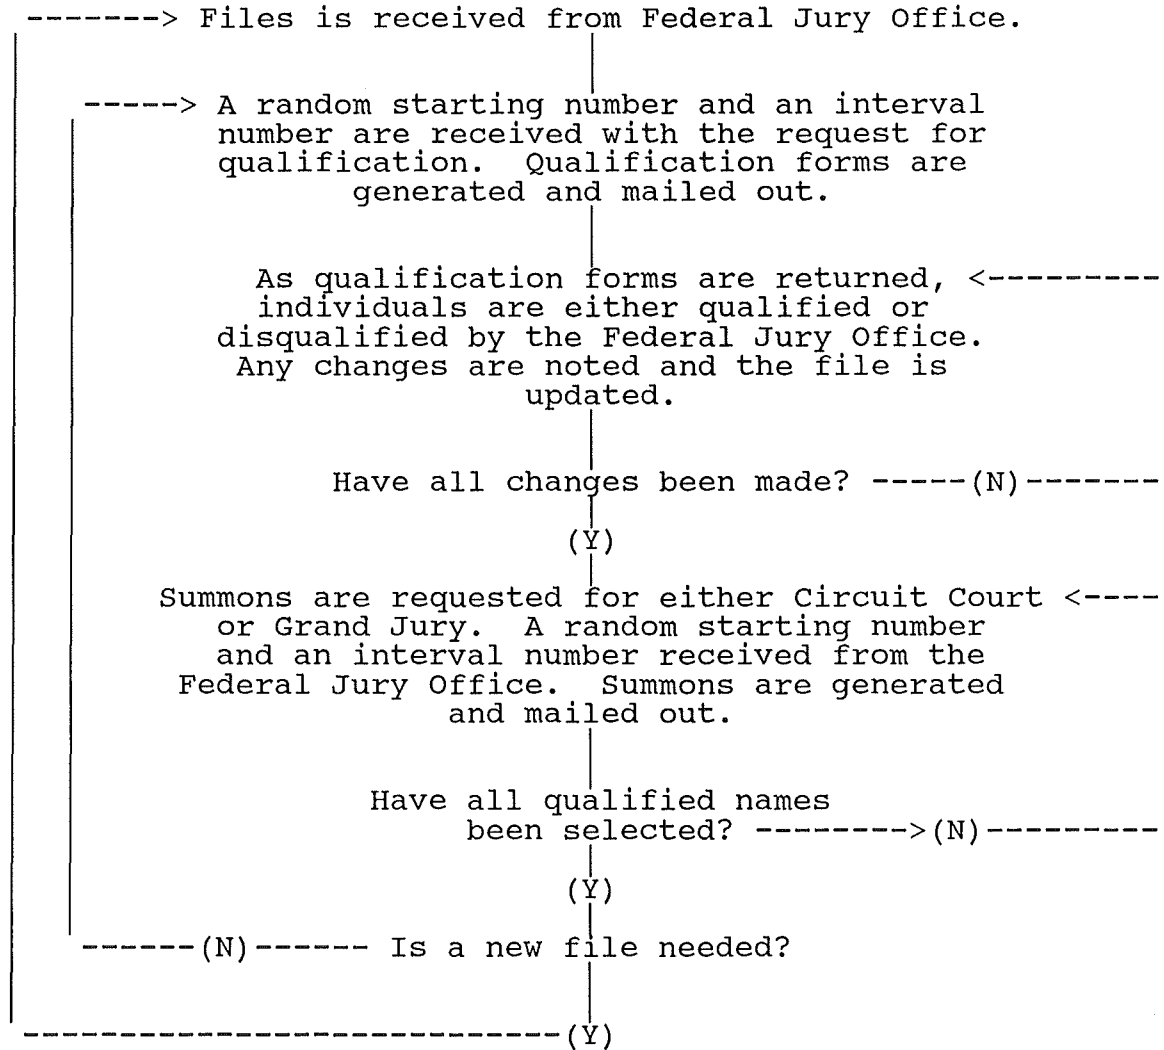 -------> Files is received from Federal Jury Office.
-----> A random starting number and an interval
number are received with the request for
qualification. Qualification forms are
generated and mailed out.
As qualification forms are returned, <---------
individuals are either qualified or
disqualified by the Federal Jury Office.
Any changes are noted and the file is
updated.
Have all changes been made? -----(N)-------
(Y)
Summons are requested for either Circuit Court <----
or Grand Jury. A random starting number
and an interval number received from the
Federal Jury Office. Summons are generated
and mailed out.
Have all qualified names
been selected? -------->(N)---------
(Y)
------(N)------ Is a new file needed?
----------------------------(Y)